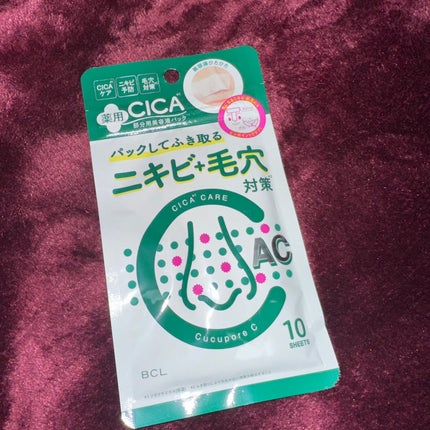 CICA
ケア
ニキビ
予防
毛穴
対策
薬用
CICA
部分用美容液パック
パックしてふき取る
ニキビ+毛穴
対策
CICA CARE
AC
Cucupore C
10
SHEETS
BCL